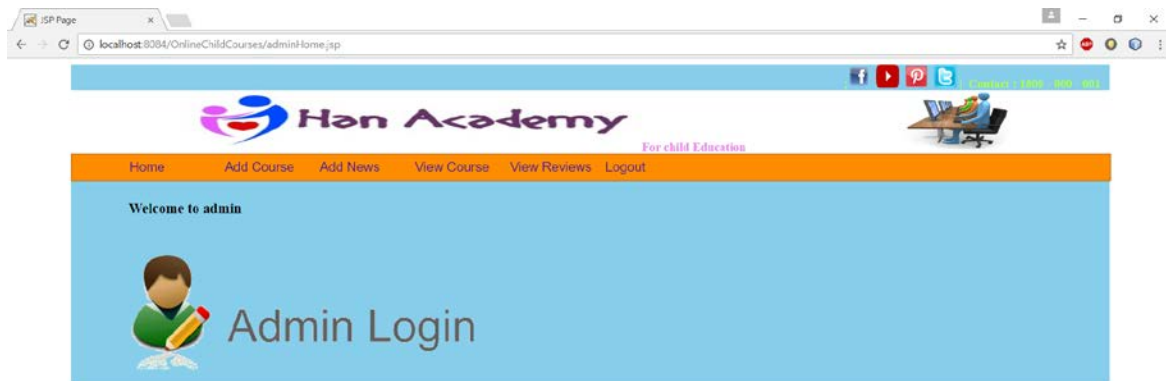 JSP Page
localhost:8084/OnlineChildCourses/adminHome.jsp
Contact : 1800 - 000 - 001
Han Academy
For child Education
Home Add Course Add News View Course View Reviews Logout
Welcome to admin
Admin Login